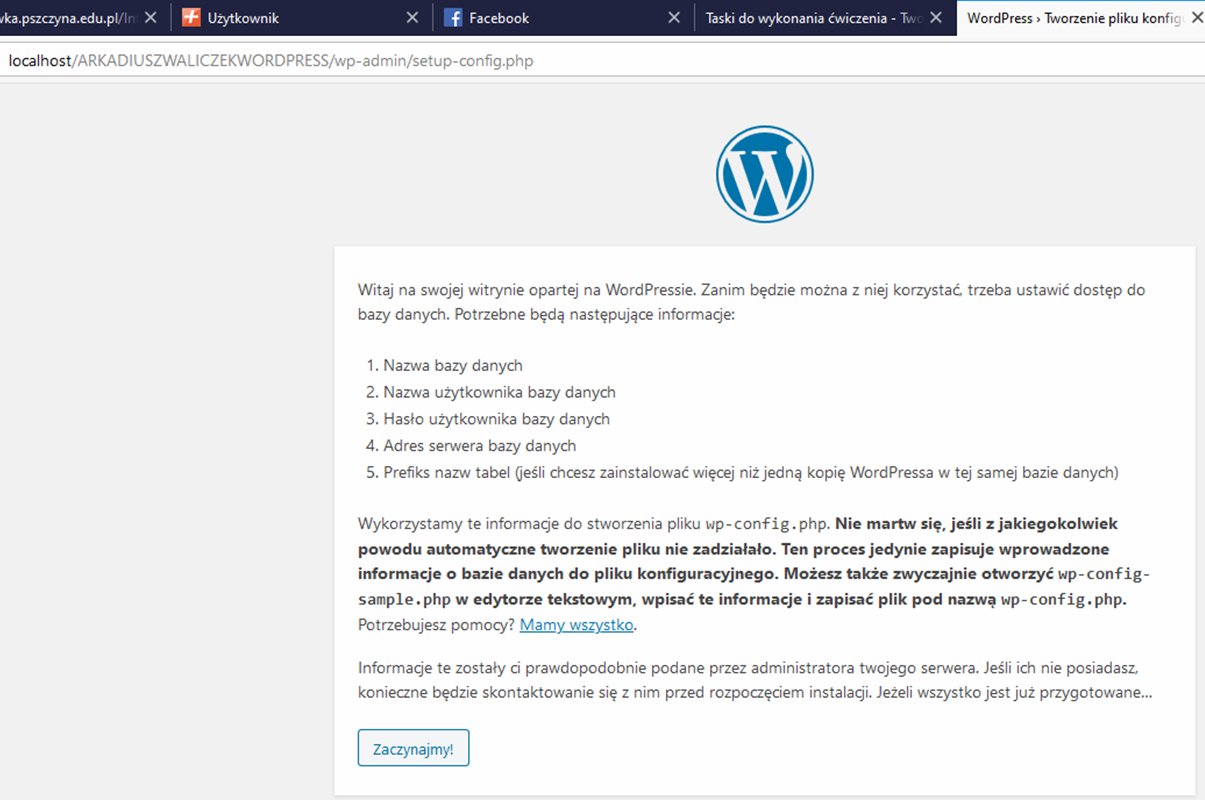 wka.pszczyna.edu.pl/In
Użytkownik
Facebook
Taski do wykonania ćwiczenia - Two
WordPress › Tworzenie pliku konfig
localhost/ARKADIUSZWALICZEKWORDPRESS/wp-admin/setup-config.php
W
Witaj na swojej witrynie opartej na WordPressie. Zanim będzie można z niej korzystać, trzeba ustawić dostęp do
bazy danych. Potrzebne będą następujące informacje:
1. Nazwa bazy danych
2. Nazwa użytkownika bazy danych
3. Hasło użytkownika bazy danych
4. Adres serwera bazy danych
5. Prefiks nazw tabel (jeśli chcesz zainstalować więcej niż jedną kopię WordPressa w tej samej bazie danych)
Wykorzystamy te informacje do stworzenia pliku wp-config.php. Nie martw się, jeśli z jakiegokolwiek
powodu automatyczne tworzenie pliku nie zadziałało. Ten proces jedynie zapisuje wprowadzone
informacje o bazie danych do pliku konfiguracyjnego. Możesz także zwyczajnie otworzyć wp-config-
sample.php w edytorze tekstowym, wpisać te informacje i zapisać plik pod nazwą wp-config.php.
Potrzebujesz pomocy? Mamy wszystko.
Informacje te zostały ci prawdopodobnie podane przez administratora twojego serwera. Jeśli ich nie posiadasz,
konieczne będzie skontaktowanie się z nim przed rozpoczęciem instalacji. Jeżeli wszystko jest już przygotowane...
Zaczynajmy!